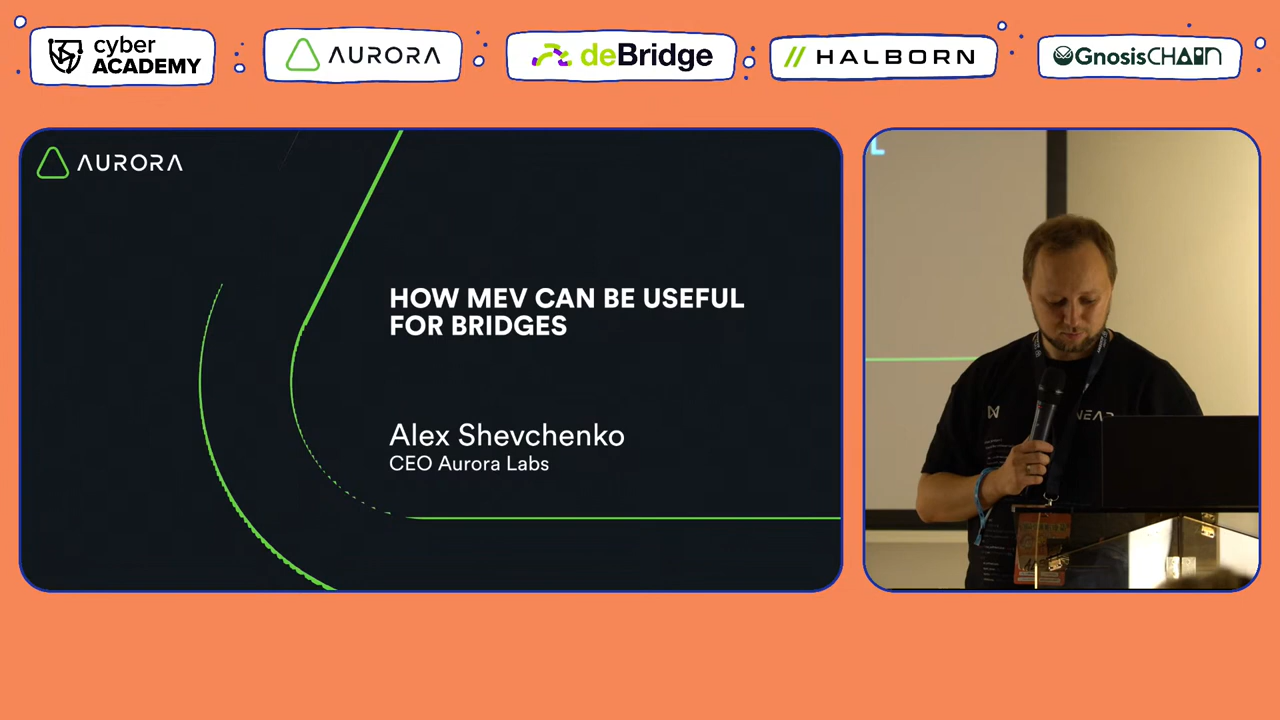 cyber
ACADEMY
AURORA
deBridge
HALBORN
GnosisCHAIN
AURORA
HOW MEV CAN BE USEFUL
FOR BRIDGES
Alex Shevchenko
CEO Aurora Labs
L
NEAR